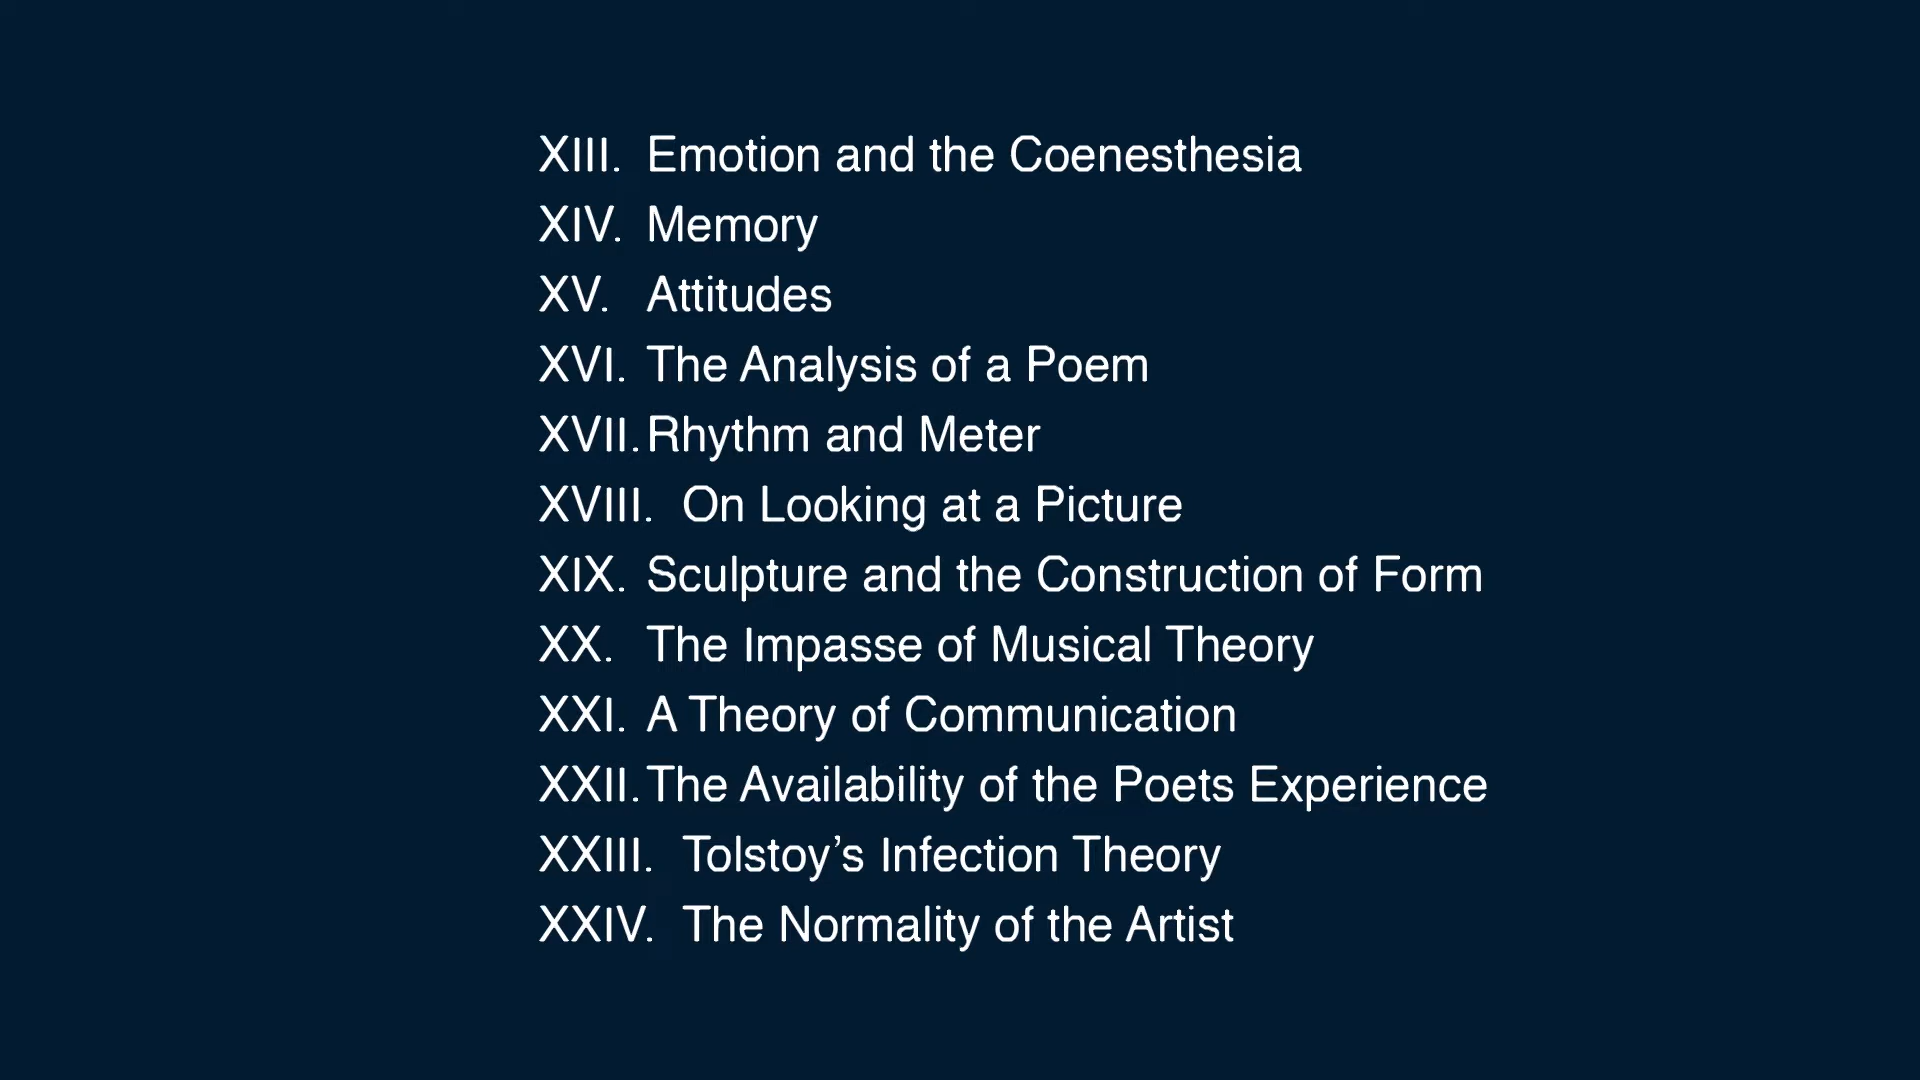 XIII. Emotion and the Coenesthesia
XIV. Memory
XV. Attitudes
XVI. The Analysis of a Poem
XVII. Rhythm and Meter
XVIII. On Looking at a Picture
XIX. Sculpture and the Construction of Form
XX. The Impasse of Musical Theory
XXI. A Theory of Communication
XXII. The Availability of the Poets Experience
XXIII. Tolstoy’s Infection Theory
XXIV. The Normality of the Artist